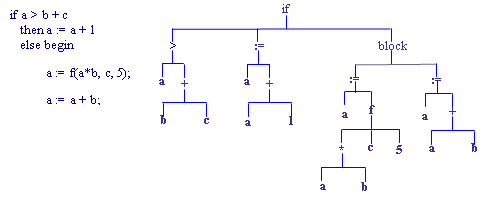 if a > b + c
then a := a + 1
else begin
a := f(a*b, c, 5);
a := a + b;
if
> := block
a + a + := :=
b c a 1 a f a +
* c 5 a b
a b